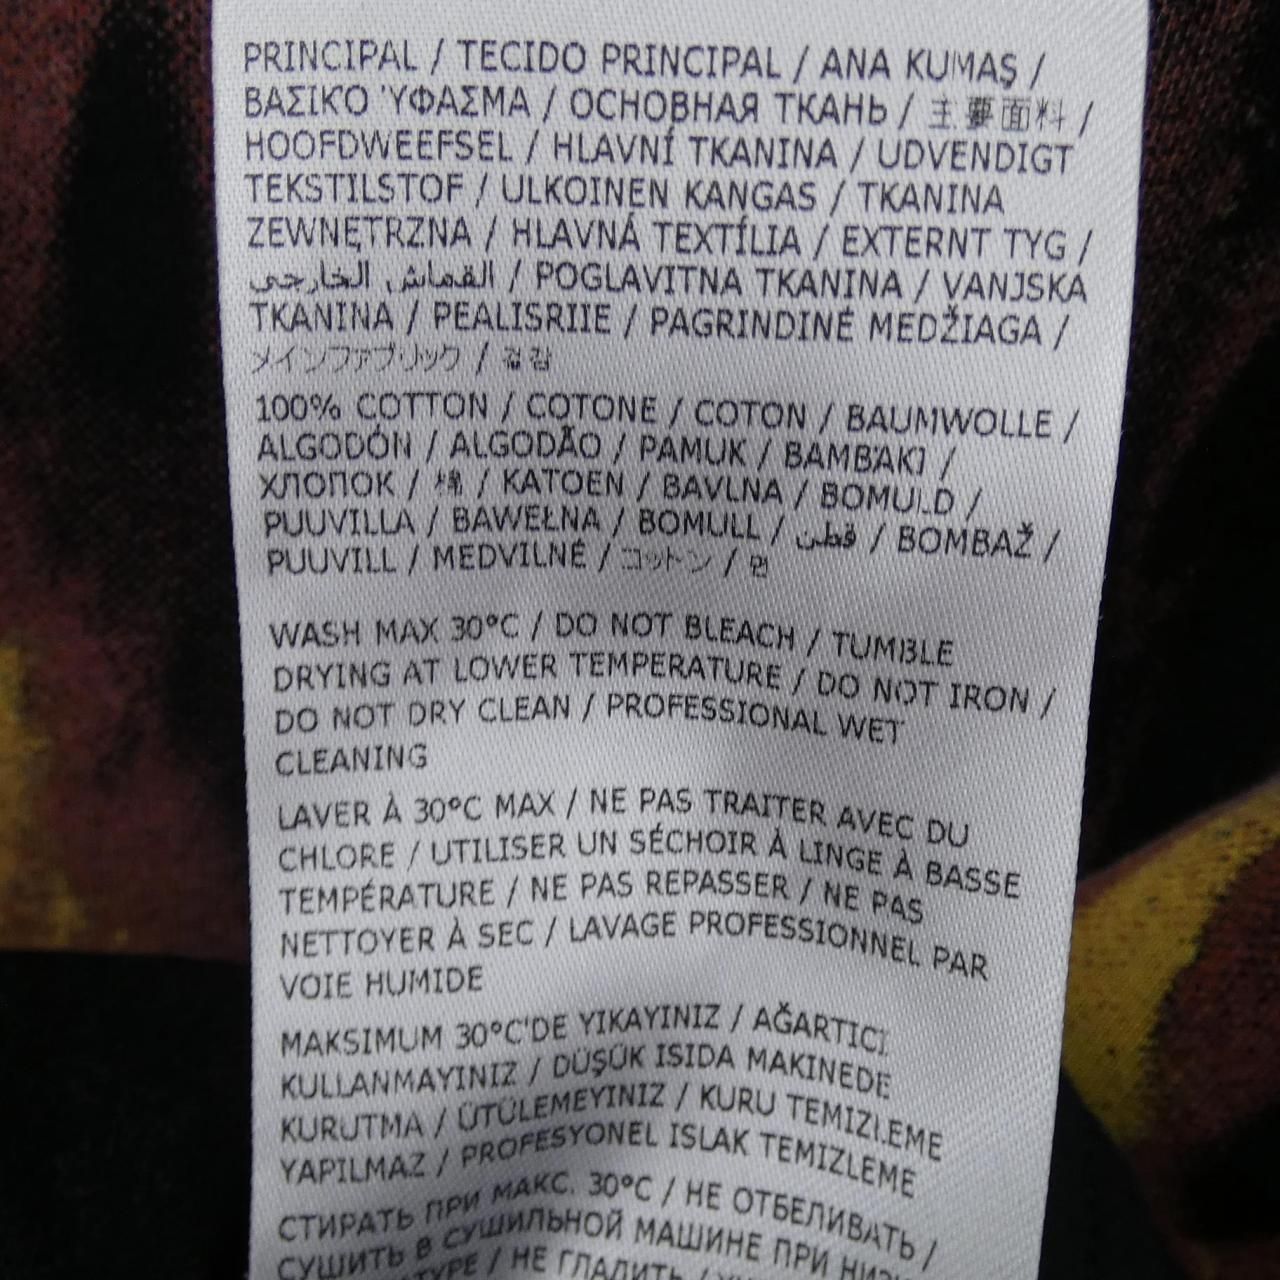 PRINCIPAL / TECIDO PRINCIPAL / ANA KUMAŞ /
ΒΑΣΙΚΌ ΎΦΑΣΜΑ / ОСНОВНАЯ ТКАНЬ / 主要面料 /
HOOFDWEEFSEL / HLAVNÍ TKANINA / UDVENDIGT
TEKSTILSTOF / ULKOINEN KANGAS / TKANINA
ZEWNĘTRZNA / HLAVNÁ TEXTÍLIA / EXTERNT TYG /
القماش الخارجي / POGLAVITNA TKANINA / VANJSKA
TKANINA / PEALISRIIE / PAGRINDINĖ MEDŽIAGA /
メインファブリック / 겉감
100% COTTON / COTONE / COTON / BAUMWOLLE /
ALGODÓN / ALGODÃO / PAMUK / ΒΑΜΒΆΚΙ /
ХЛОПОК / 棉 / KATOEN / BAVLNA / BOMULD /
PUUVILLA / BAWEŁNA / BOMULL / قطن / BOMBAŽ /
PUUVILL / MEDVILNĖ / コットン / 면
WASH MAX 30°C / DO NOT BLEACH / TUMBLE
DRYING AT LOWER TEMPERATURE / DO NOT IRON /
DO NOT DRY CLEAN / PROFESSIONAL WET
CLEANING
LAVER À 30°C MAX / NE PAS TRAITER AVEC DU
CHLORE / UTILISER UN SÉCHOIR À LINGE À BASSE
TEMPÉRATURE / NE PAS REPASSER / NE PAS
NETTOYER À SEC / LAVAGE PROFESSIONNEL PAR
VOIE HUMIDE
MAKSIMUM 30°C'DE YIKAYINIZ / AĞARTICI
KULLANMAYINIZ / DÜŞÜK ISIDA MAKINEDE
KURUTMA / ÜTÜLEMEYINIZ / KURU TEMIZLEME
YAPILMAZ / PROFESYONEL ISLAK TEMIZLEME
СТИРАТЬ ПРИ МАКС. 30°C / НЕ ОТБЕЛИВАТЬ /
СУШИТЬ В СУШИЛЬНОЙ МАШИНЕ ПРИ
/ НЕ ГЛАДИТЬ /